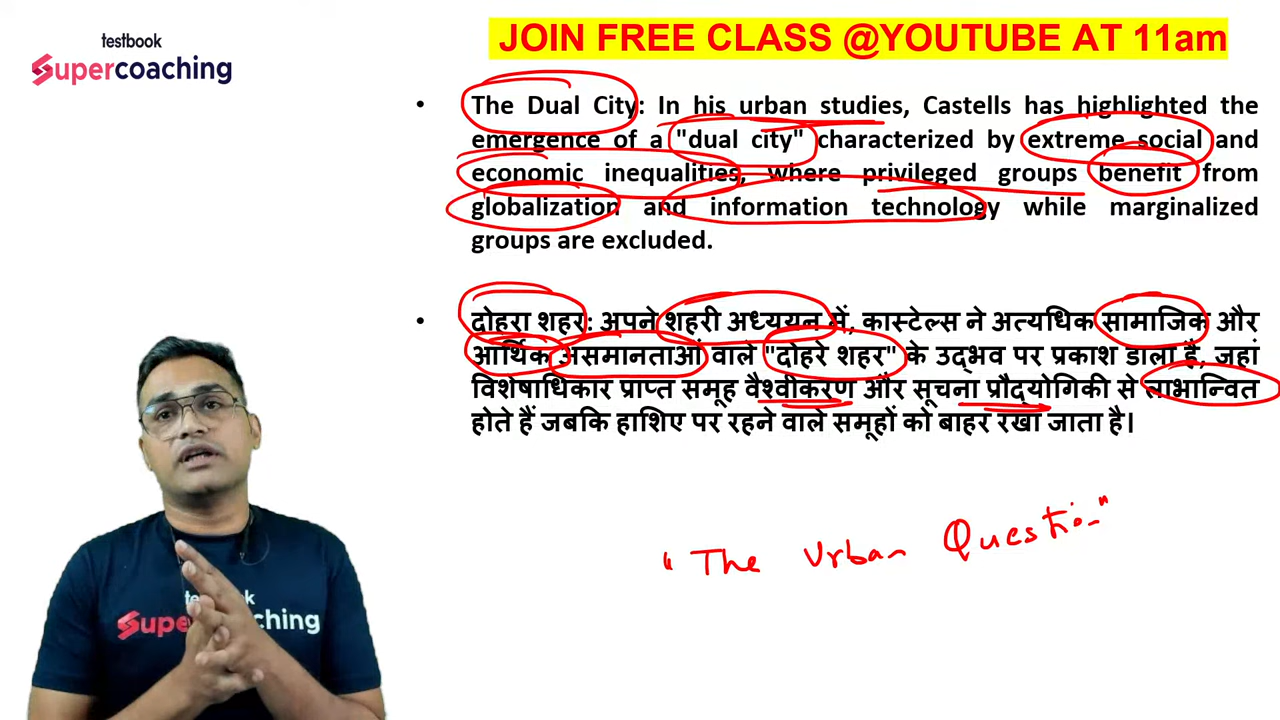 testbook
Supercoaching
JOIN FREE CLASS @YOUTUBE AT 11am
• The Dual City: In his urban studies, Castells has highlighted the
emergence of a "dual city" characterized by extreme social and
economic inequalities, where privileged groups benefit from
globalization and information technology while marginalized
groups are excluded.
• दोहरा शहर: अपने शहरी अध्ययन में, कास्टेल्स ने अत्यधिक सामाजिक और
आर्थिक असमानताओं वाले "दोहरे शहर" के उद्भव पर प्रकाश डाला है, जहां
विशेषाधिकार प्राप्त समूह वैश्वीकरण और सूचना प्रौद्योगिकी से लाभान्वित
होते हैं जबकि हाशिए पर रहने वाले समूहों को बाहर रखा जाता है।
"The Urban Question"
testbook
Supercoaching